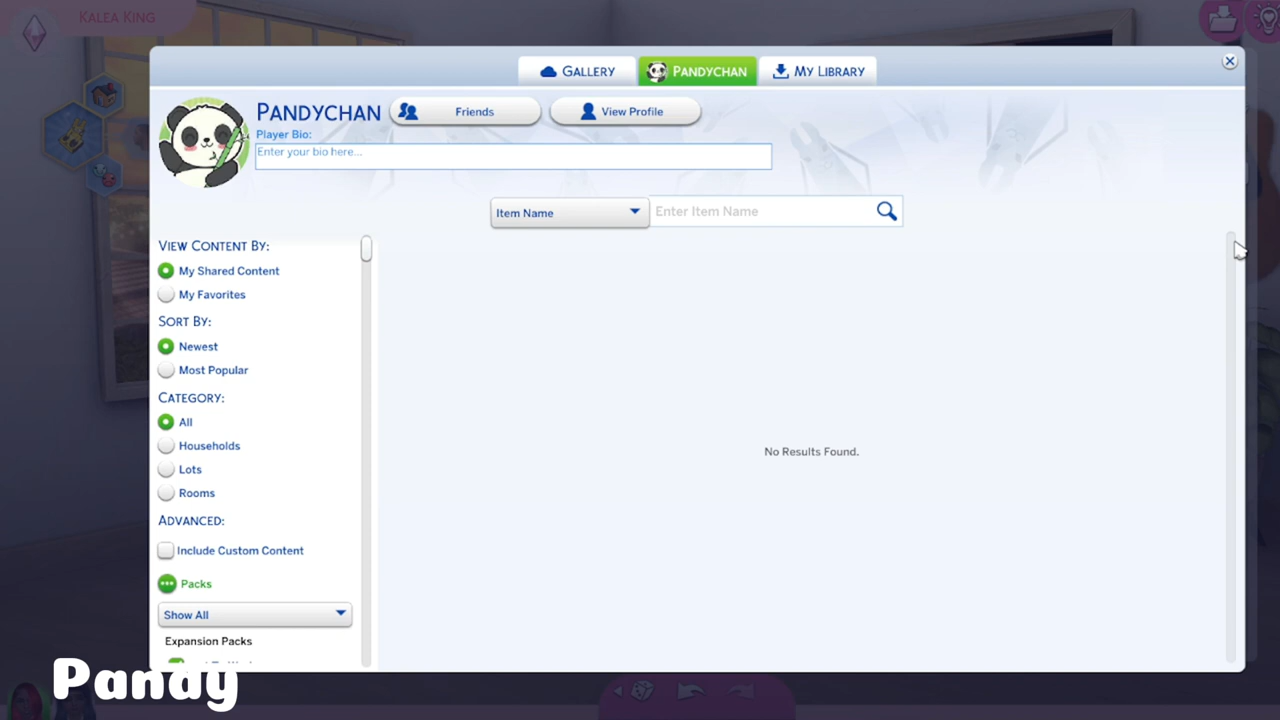 KALEA KING
GALLERY
PANDYCHAN
MY LIBRARY
PANDYCHAN
Friends
View Profile
Player Bio:
Enter your bio here...
Item Name
Enter Item Name
VIEW CONTENT BY:
My Shared Content
My Favorites
SORT BY:
Newest
Most Popular
CATEGORY:
All
Households
Lots
Rooms
ADVANCED:
Include Custom Content
Packs
Show All
Expansion Packs
No Results Found.
Pandy